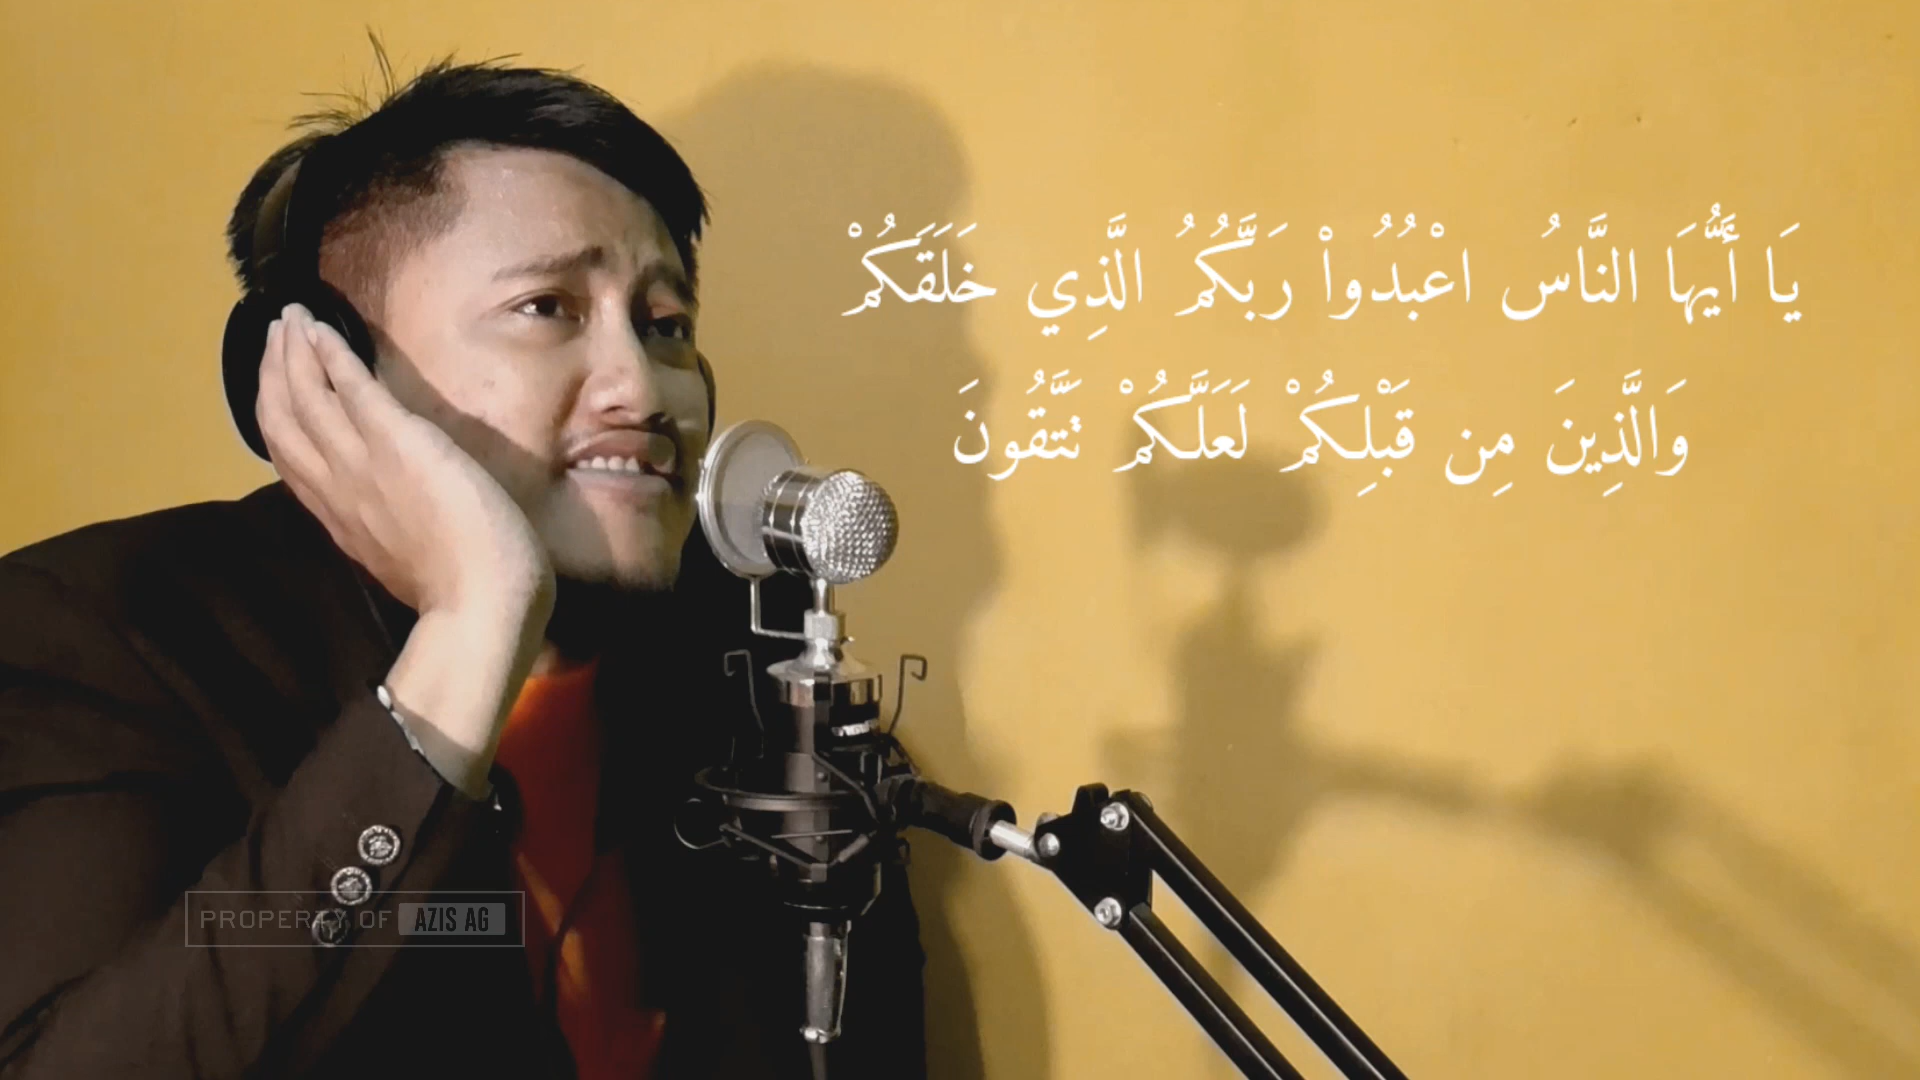 يَا أَيُّهَا النَّاسُ اعْبُدُواْ رَبَّكُمُ الَّذِي خَلَقَكُمْ
وَالَّذِينَ مِن قَبْلِكُمْ لَعَلَّكُمْ تَتَّقُونَ
PROPERTY OF AZIS AG